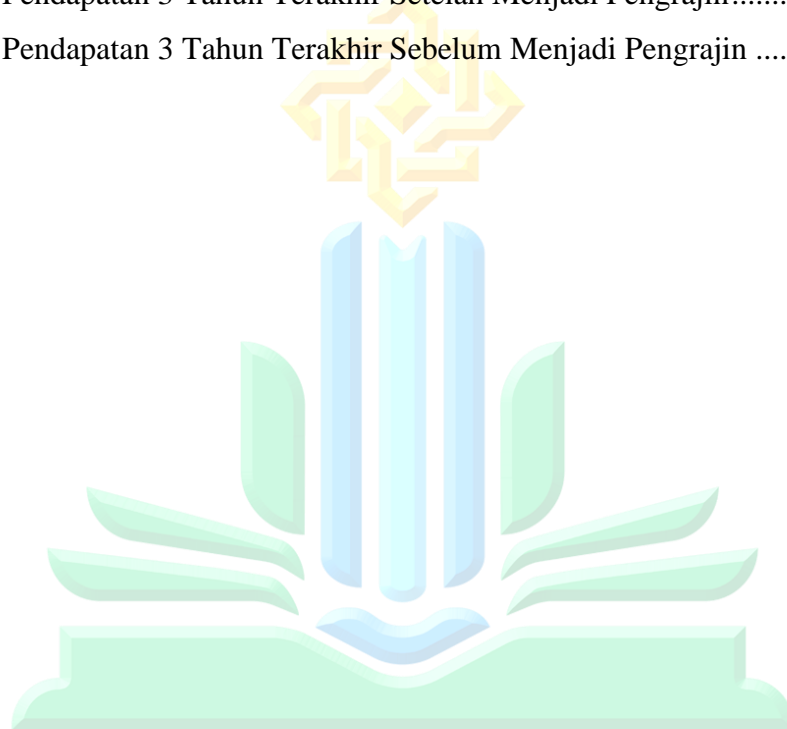 Pendapatan 3 Tahun Terakhir Setelah Menjadi Pengrajin.......
Pendapatan 3 Tahun Terakhir Sebelum Menjadi Pengrajin ....